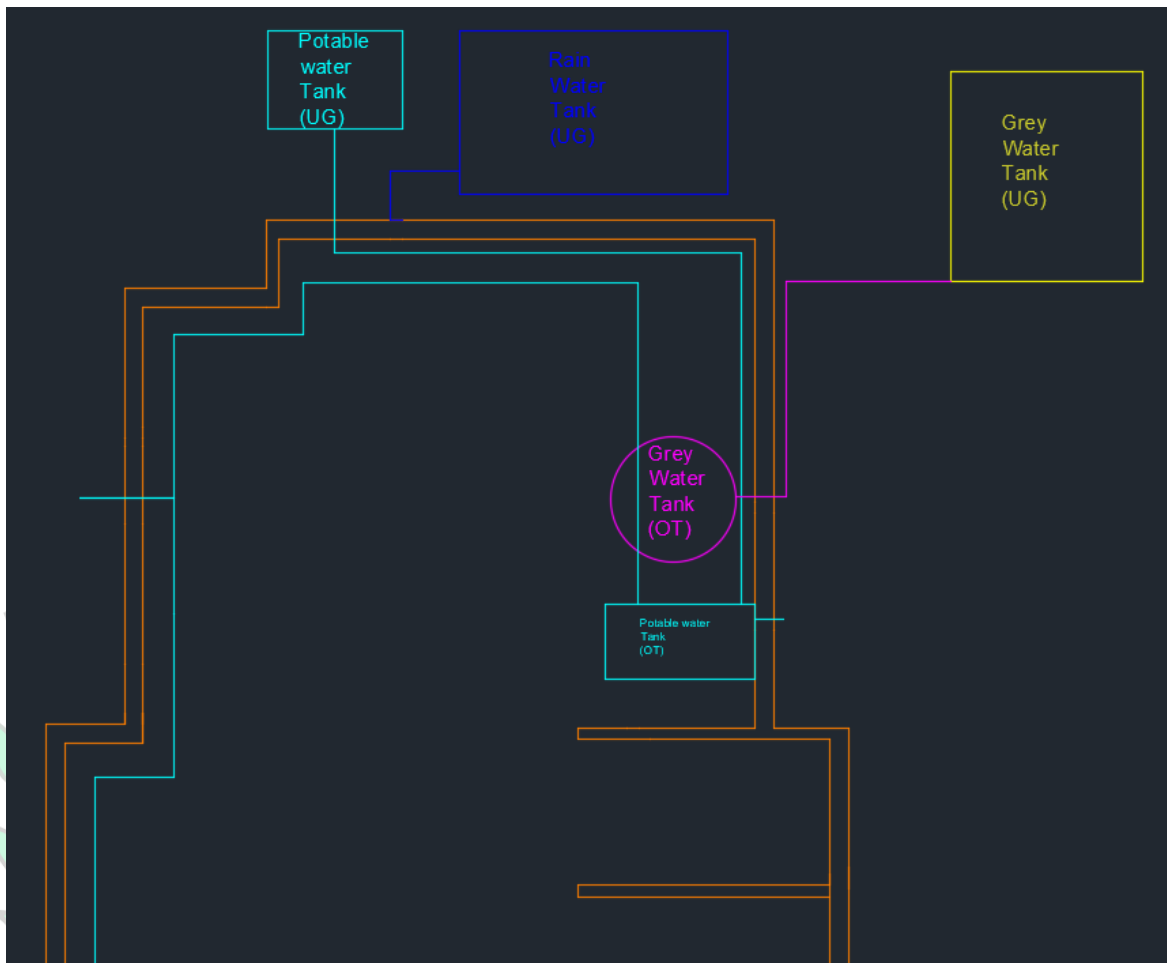 Potable
water
Tank
(UG)
Rain
Water
Tank
(UG)
Grey
Water
Tank
(UG)
Grey
Water
Tank
(OT)
Potable water
Tank
(OT)